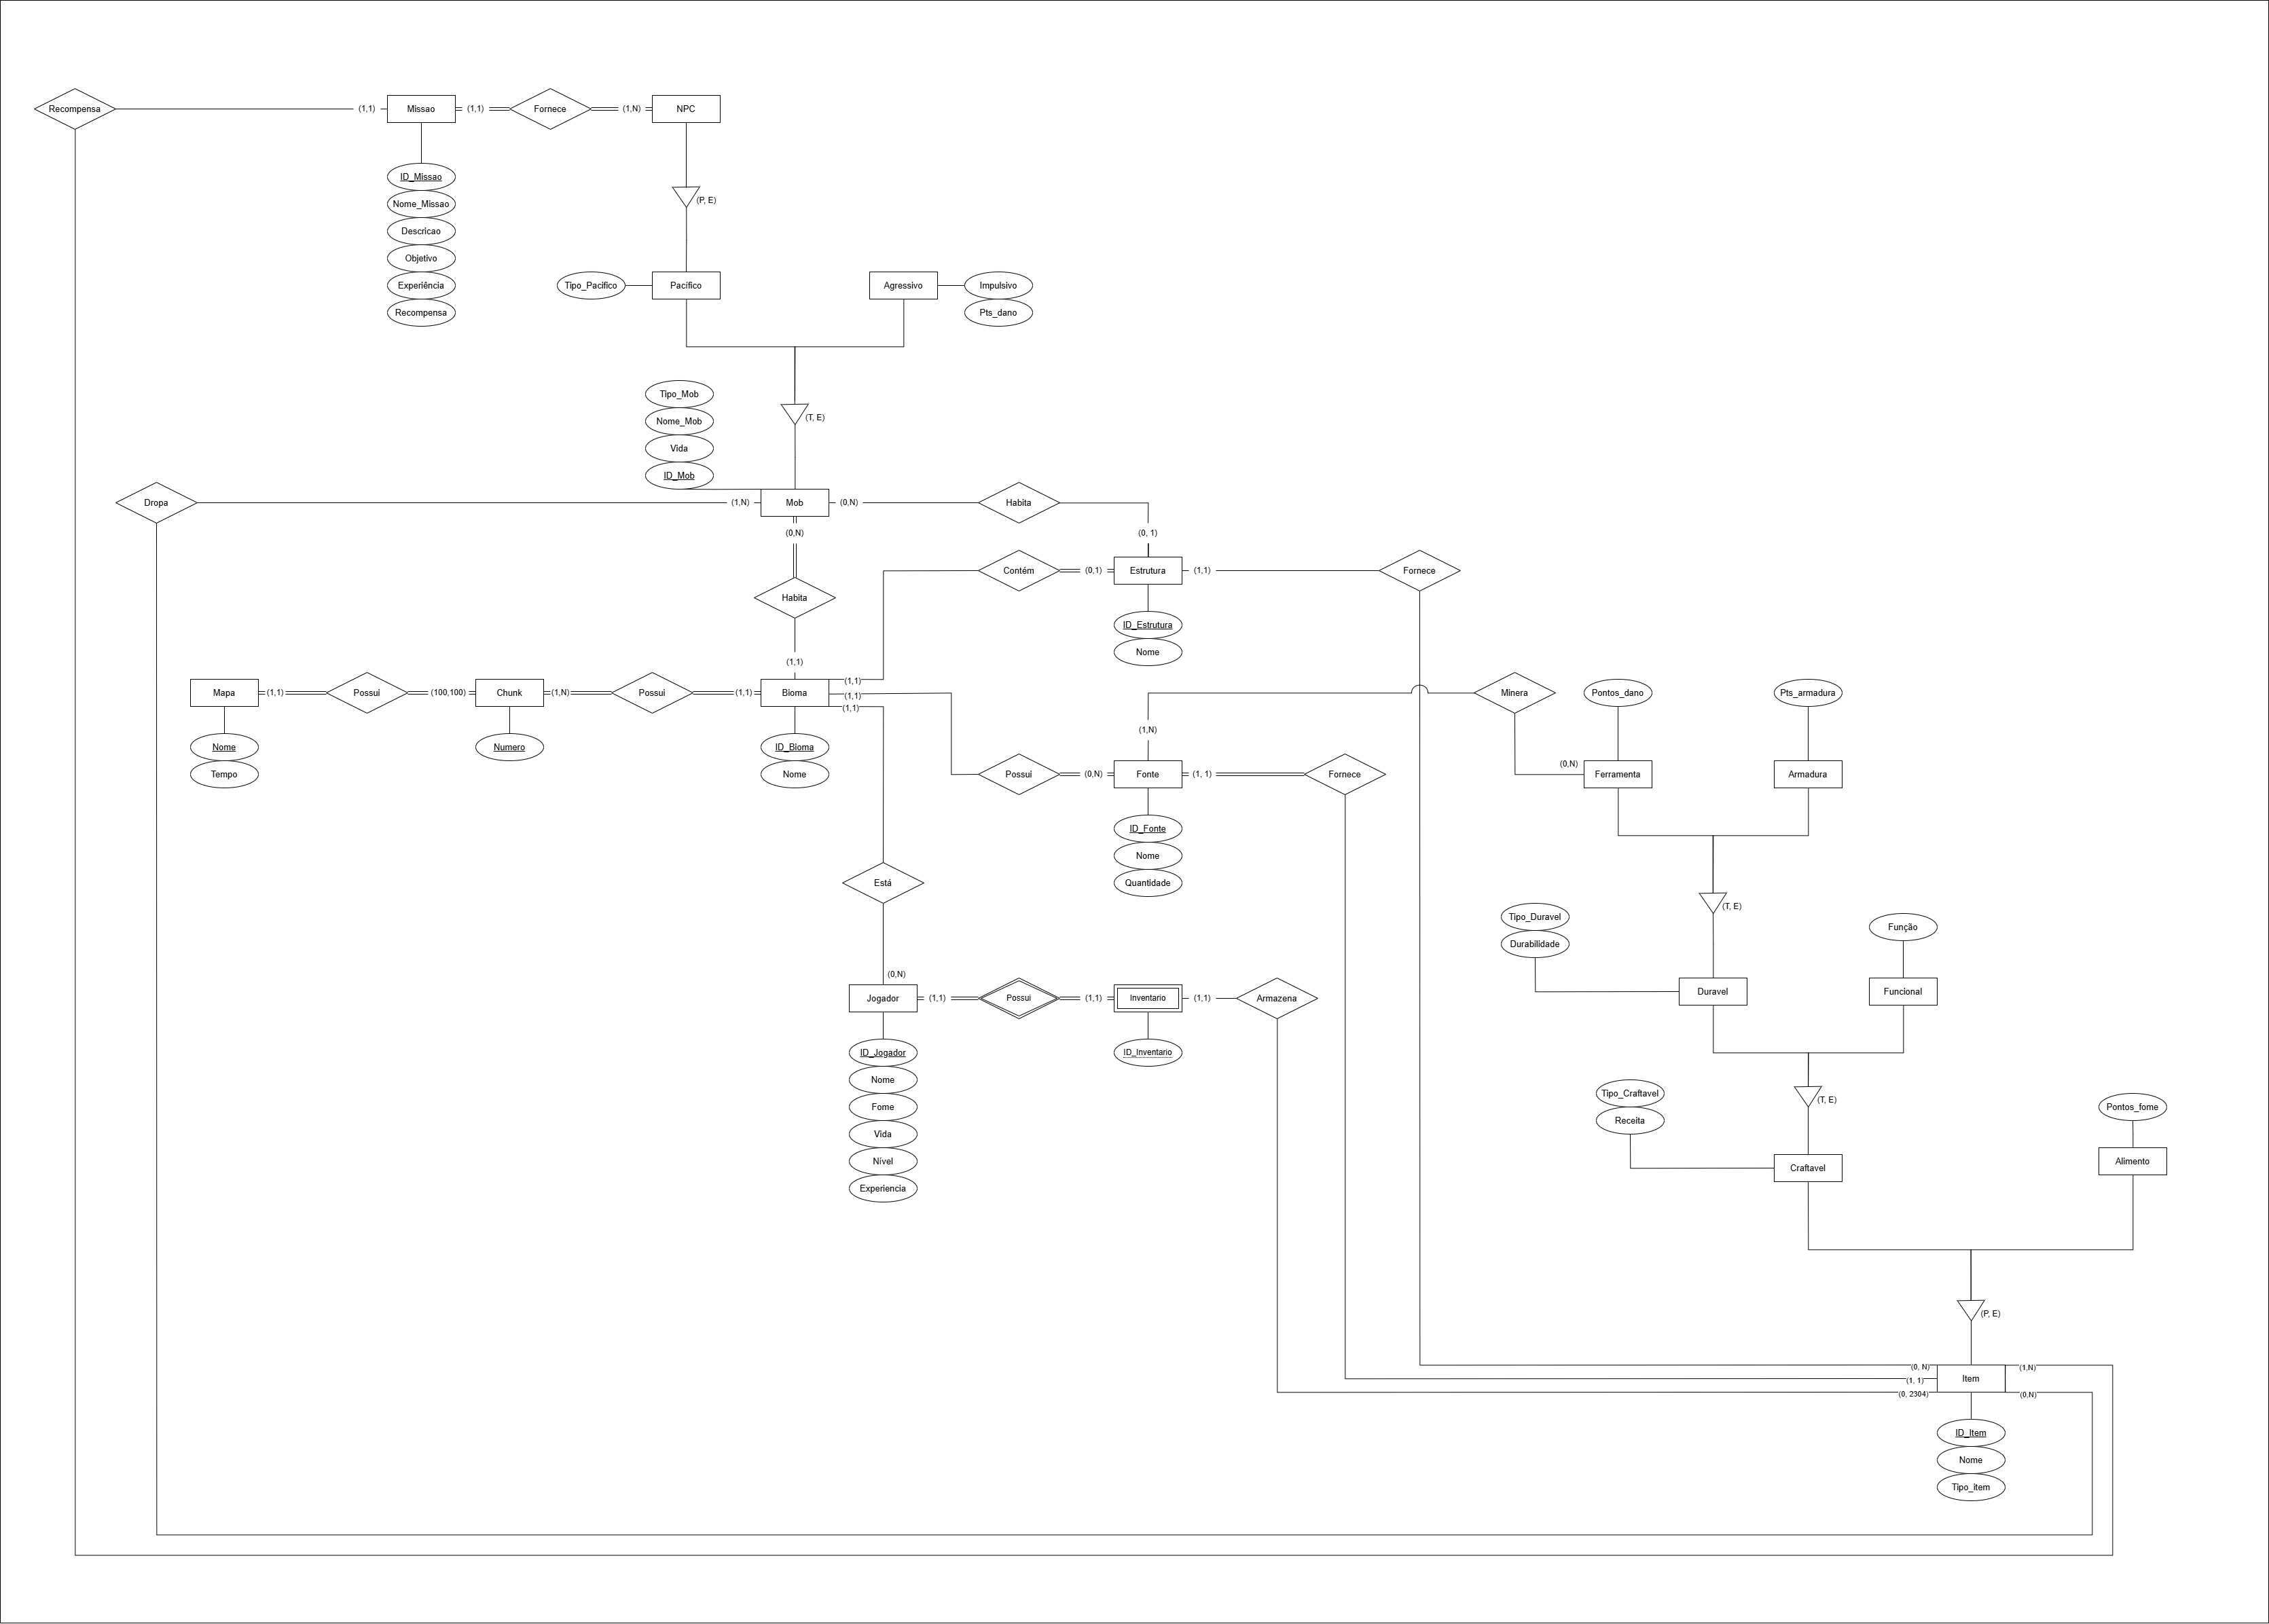 Recompensa
(1,1)
Missao
(1,1)
Fornece
(1,N)
NPC
ID_Missao
Nome_Missao
Descricao
Objetivo
Experiência
Recompensa
(P, E)
Tipo_Pacifico
Pacífico
Agressivo
Impulsivo
Pts_dano
Tipo_Mob
Nome_Mob
Vida
ID_Mob
(T, E)
Dropa
(1,N)
Mob
(0,N)
Habita
(0,N)
(0, 1)
Contém
(0,1)
Estrutura
(1,1)
Fornece
Habita
ID_Estrutura
Nome
(1,1)
Mapa
(1,1)
Possui
(100,100)
Chunk
(1,N)
Possui
(1,1)
Bioma
(1,1)
(1,1)
(1,1)
Nome
Tempo
Numero
ID_Bioma
Nome
(1,N)
Minera
Pontos_dano
Pts_armadura
Possui
(0,N)
Fonte
(1, 1)
Fornece
(0,N)
Ferramenta
Armadura
ID_Fonte
Nome
Quantidade
Está
(T, E)
Tipo_Duravel
Durabilidade
Função
(0,N)
Jogador
(1,1)
Possui
(1,1)
Inventario
(1,1)
Armazena
Duravel
Funcional
ID_Jogador
Nome
Fome
Vida
Nível
Experiencia
ID_Inventario
Tipo_Craftavel
Receita
(T, E)
Pontos_fome
Craftavel
Alimento
(P, E)
(0, N)
(1, 1)
(0, 2304)
Item
(1,N)
(0,N)
ID_Item
Nome
Tipo_item